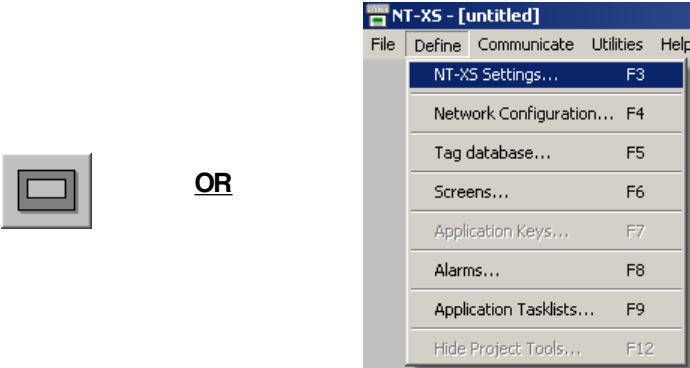 NT-XS - [untitled]
File Define Communicate Utilities Help
NT-XS Settings... F3
Network Configuration... F4
Tag database... F5
OR
Screens... F6
Application Keys... F7
Alarms... F8
Application Tasklists... F9
Hide Project Tools... F12